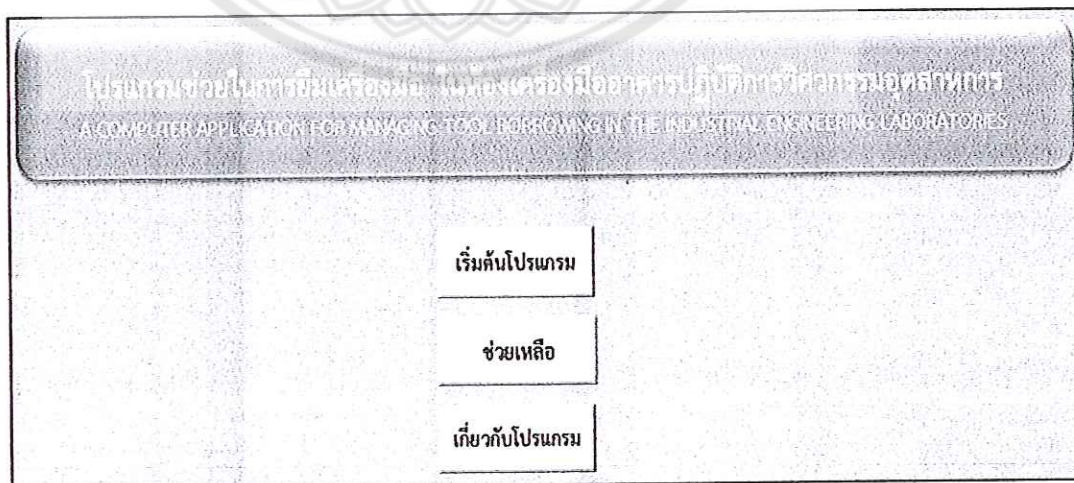 โปรแกรมช่วยในการยืมเครื่องมือ ในห้องเครื่องมืออาคารปฏิบัติการวิศวกรรมอุตสาหการ
A COMPUTER APPLICATION FOR MANAGING TOOL BORROWING IN THE INDUSTRIAL ENGINEERING LABORATORIES
เริ่มต้นโปรแกรม
ช่วยเหลือ
เกี่ยวกับโปรแกรม